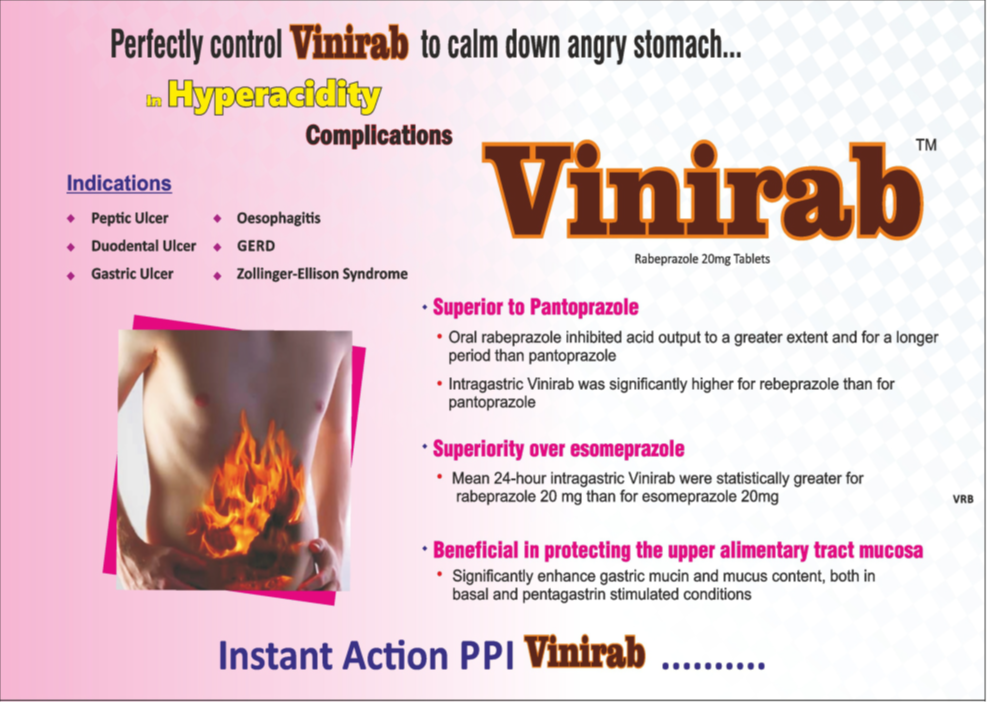 Perfectly control Vinirab to calm down angry stomach...
In Hyperacidity
Complications
Vinirab TM
Rabeprazole 20mg Tablets
Indications
Peptic Ulcer
Duodental Ulcer
Gastric Ulcer
Oesophagitis
GERD
Zollinger-Ellison Syndrome
Superior to Pantoprazole
Oral rabeprazole inhibited acid output to a greater extent and for a longer
period than pantoprazole
Intragastric Vinirab was significantly higher for rebeprazole than for
pantoprazole
Superiority over esomeprazole
Mean 24-hour intragastric Vinirab were statistically greater for
rabeprazole 20 mg than for esomeprazole 20mg
VRB
Beneficial in protecting the upper alimentary tract mucosa
Significantly enhance gastric mucin and mucus content, both in
basal and pentagastrin stimulated conditions
Instant Action PPI Vinirab ..........